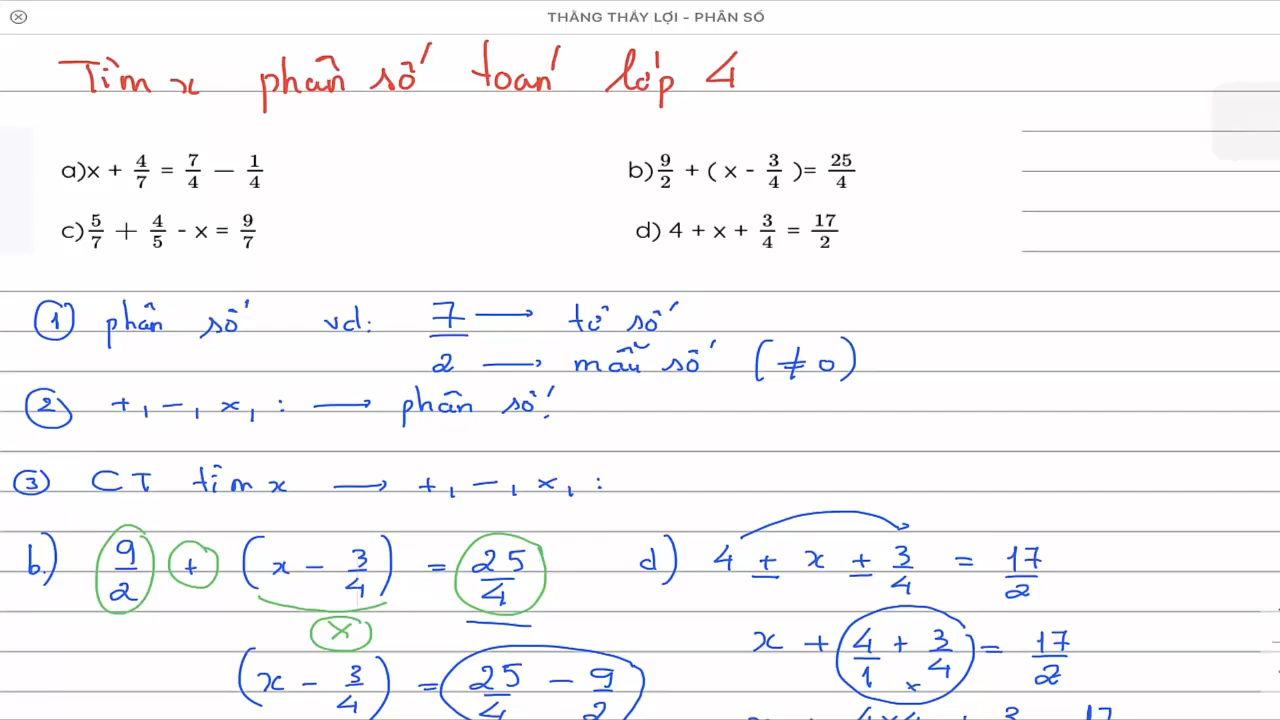 THẰNG THẦY LỢI - PHÂN SỐ
Tìm x phân số toán lớp 4
a)x + 4/7 = 7/4 — 1/4
b)9/2 + ( x - 3/4 )= 25/4
c)5/7 + 4/5 - x = 9/7
d) 4 + x + 3/4 = 17/2
① phân số vd: 7 → tử số
2 → mẫu số (≠0)
② +, -, x, : → phân số!
③ CT tìm x → +, -, x, :
b.) 9/2 + (x - 3/4) = 25/4
x
(x - 3/4) = 25/4 - 9/2
d) 4 + x + 3/4 = 17/2
x + 4/1 + 3/4 = 17/2
x